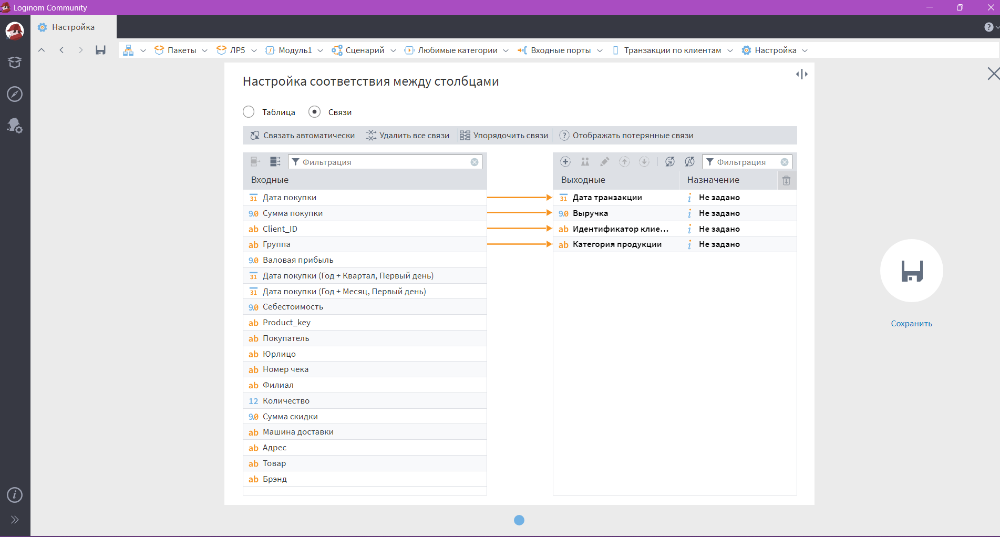 Loginom Community
Настройка
Пакеты ЛР5 Модуль1 Сценарий Любимые категории Входные порты Транзакции по клиентам Настройка
Настройка соответствия между столбцами
Таблица Связи
Связать автоматически Удалить все связи Упорядочить связи Отображать потерянные связи
Фильтрация Фильтрация
Входные Выходные Назначение
31 Дата покупки 31 Дата транзакции i Не задано
9.0 Сумма покупки 9.0 Выручка i Не задано
ab Client_ID ab Идентификатор клие... i Не задано
ab Группа ab Категория продукции i Не задано
9.0 Валовая прибыль
31 Дата покупки (Год + Квартал, Первый день)
31 Дата покупки (Год + Месяц, Первый день)
9.0 Себестоимость
ab Product_key
ab Покупатель
ab Юрлицо
ab Номер чека
ab Филиал
12 Количество
9.0 Сумма скидки
ab Машина доставки
ab Адрес
ab Товар
ab Брэнд
Сохранить